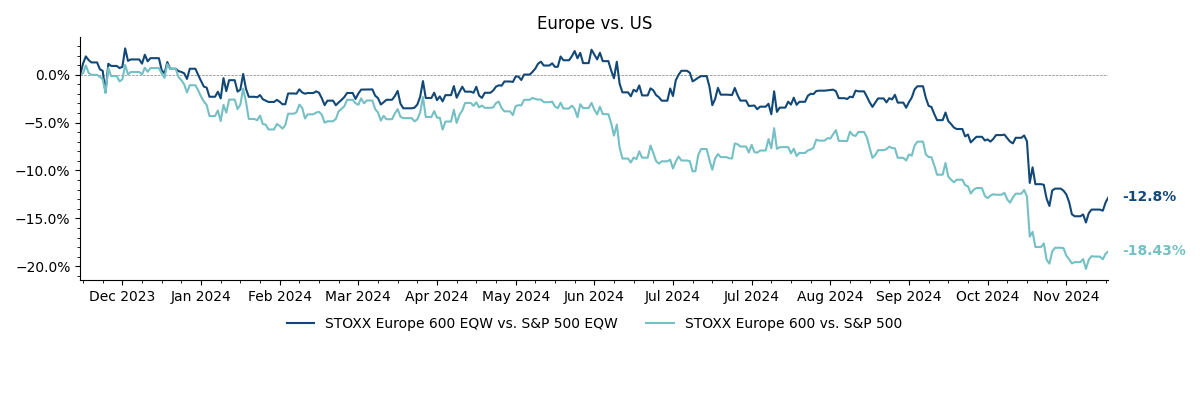 Europe vs. US
0.0%
−5.0%
−10.0%
−15.0%
−20.0%
-12.8%
-18.43%
Dec 2023 Jan 2024 Feb 2024 Mar 2024 Apr 2024 May 2024 Jun 2024 Jul 2024 Jul 2024 Aug 2024 Sep 2024 Oct 2024 Nov 2024
STOXX Europe 600 EQW vs. S&P 500 EQW STOXX Europe 600 vs. S&P 500